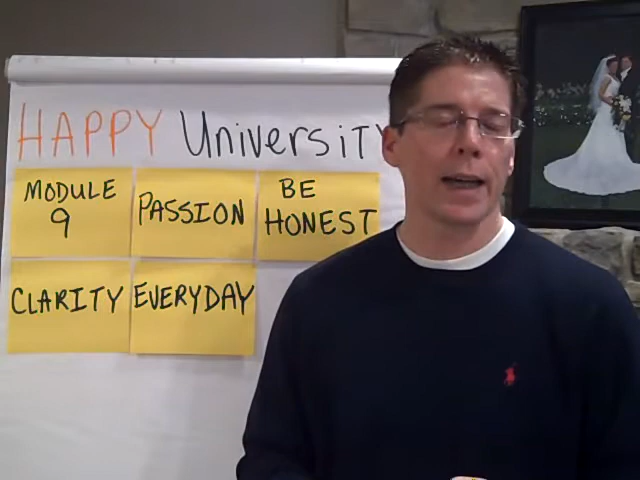 HAPPY UNIVERSITY
MODULE
9
PASSION
BE
HONEST
CLARITY
EVERYDAY